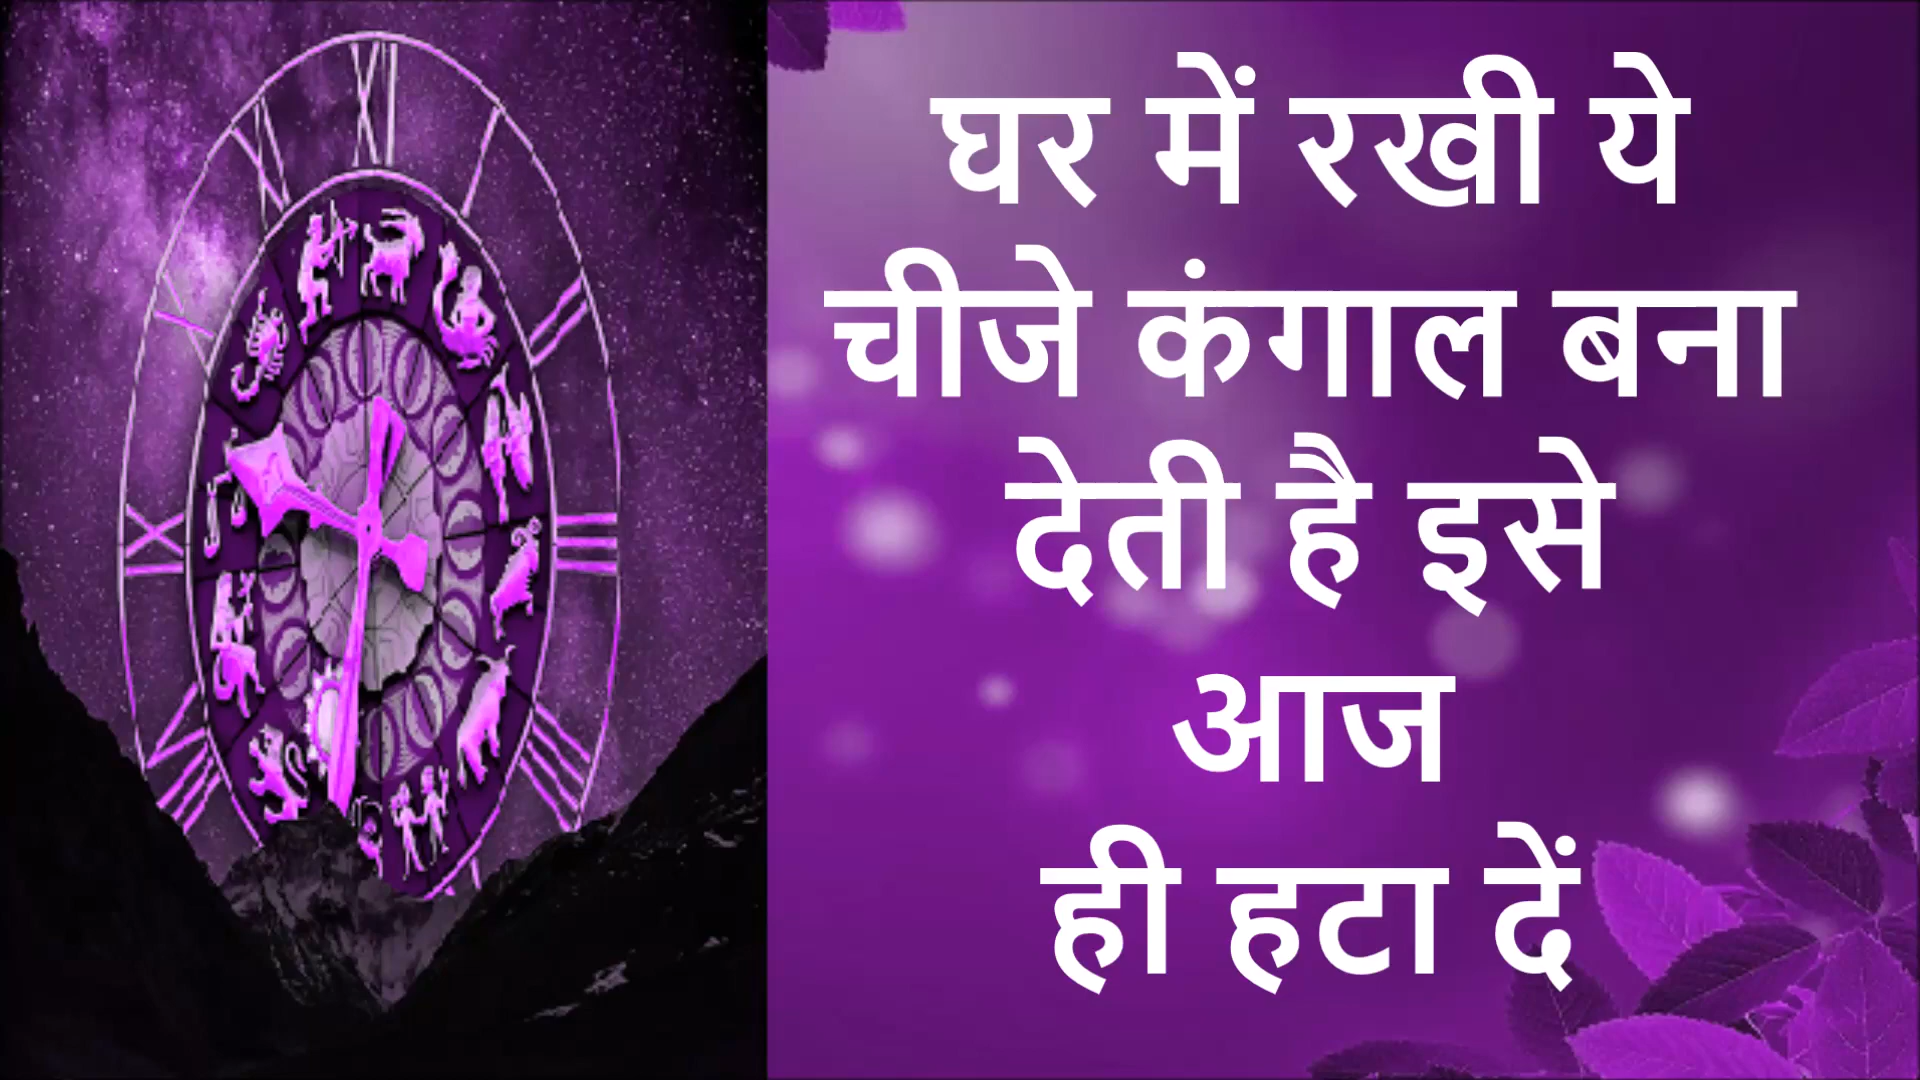 घर में रखी ये
चीजे कंगाल बना
देती है इसे
आज
ही हटा दें